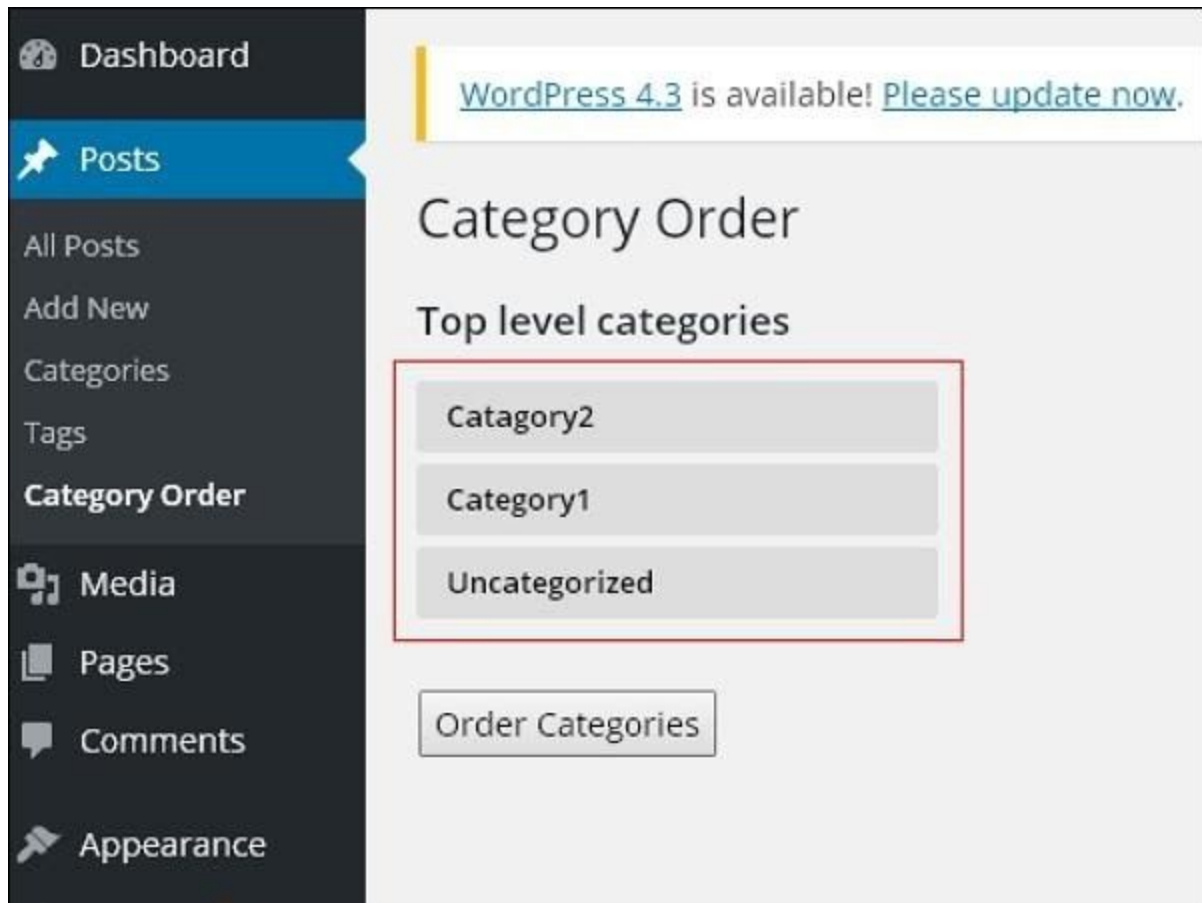 Dashboard
Posts
All Posts
Add New
Categories
Tags
Category Order
Media
Pages
Comments
Appearance
WordPress 4.3 is available! Please update now.
Category Order
Top level categories
Catagory2
Category1
Uncategorized
Order Categories